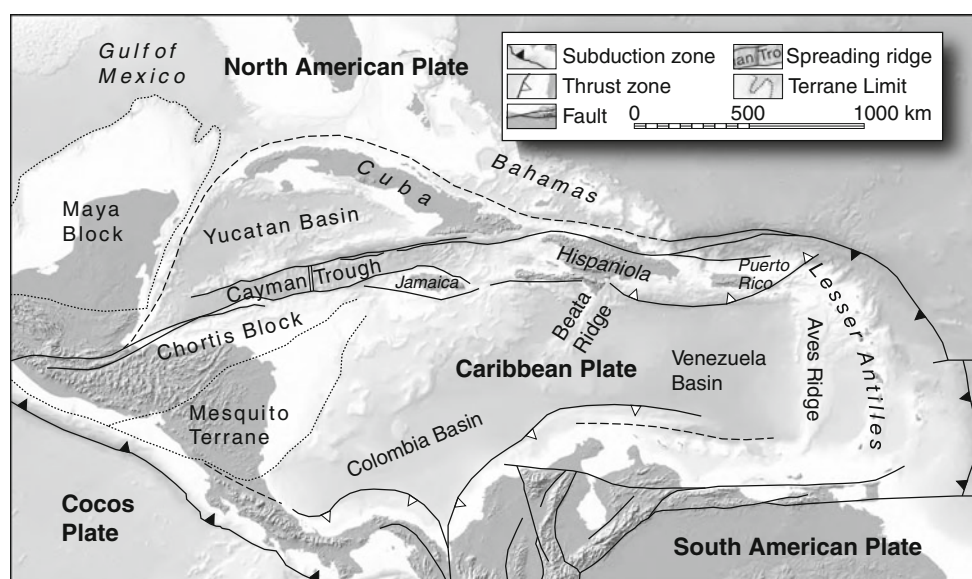 Gulf of
Mexico
North American Plate
Subduction zone
an Tro
Spreading ridge
Thrust zone
Terrane Limit
Fault
0 500 1000 km
Maya
Block
Yucatan Basin
Cuba
Bahamas
Cayman Trough
Jamaica
Hispaniola
Puerto
Rico
Lesser Antilles
Chortis Block
Beata
Ridge
Caribbean Plate
Venezuela
Basin
Aves Ridge
Mesquito
Terrane
Colombia Basin
Cocos
Plate
South American Plate